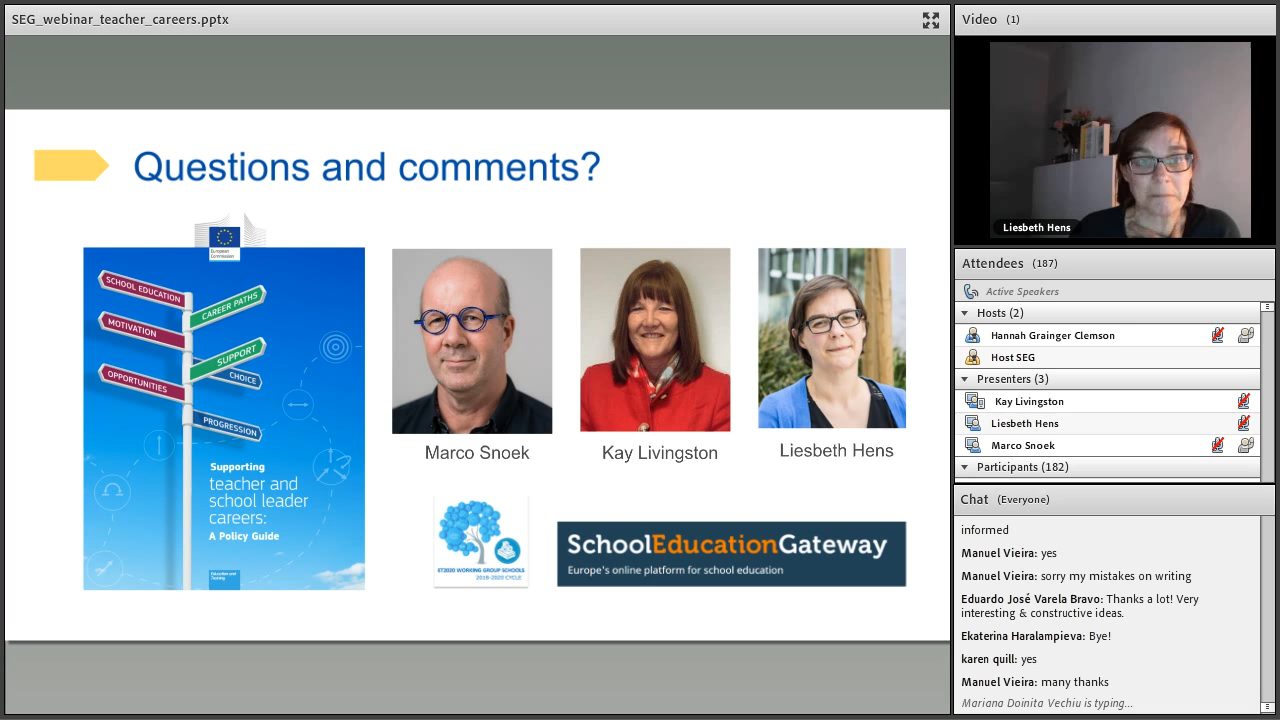 SEG_webinar_teacher_careers.pptx
Questions and comments?
European
Commission
SCHOOL EDUCATION
CAREER PATHS
MOTIVATION
SUPPORT
CHOICE
OPPORTUNITIES
PROGRESSION
Supporting
teacher and
school leader
careers:
A Policy Guide
Education and
Training
Marco Snoek
Kay Livingston
Liesbeth Hens
ET2020 WORKING GROUP SCHOOLS
2018-2020 CYCLE
SchoolEducationGateway
Europe's online platform for school education
Video (1)
Liesbeth Hens
Attendees (187)
Active Speakers
Hosts (2)
Hannah Grainger Clemson
Host SEG
Presenters (3)
Kay Livingston
Liesbeth Hens
Marco Snoek
Participants (182)
Chat (Everyone)
informed
Manuel Vieira: yes
Manuel Vieira: sorry my mistakes on writing
Eduardo José Varela Bravo: Thanks a lot! Very
interesting & constructive ideas.
Ekaterina Haralampieva: Bye!
karen quill: yes
Manuel Vieira: many thanks
Mariana Doinita Vechiu is typing...